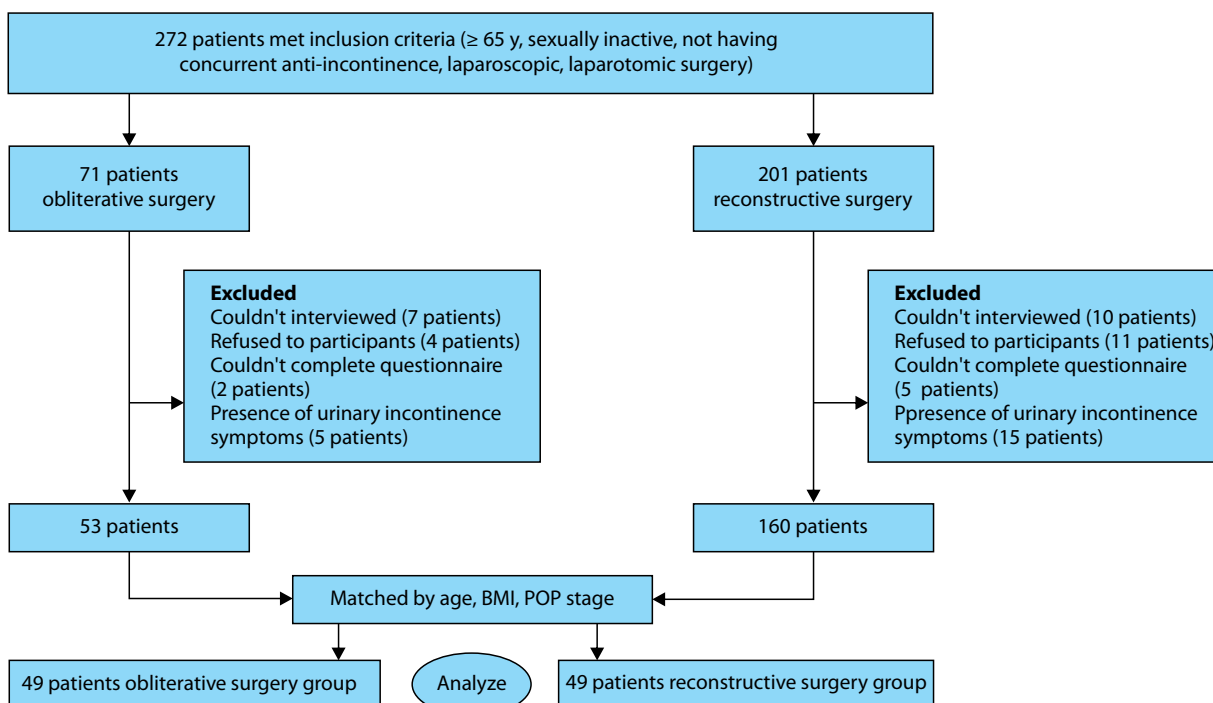 272 patients met inclusion criteria (≥ 65 y, sexually inactive, not having
concurrent anti-incontinence, laparoscopic, laparotomic surgery)
71 patients
obliterative surgery
201 patients
reconstructive surgery
Excluded
Couldn't interviewed (7 patients)
Refused to participants (4 patients)
Couldn't complete questionnaire
(2 patients)
Presence of urinary incontinence
symptoms (5 patients)
Excluded
Couldn't interviewed (10 patients)
Refused to participants (11 patients)
Couldn't complete questionnaire
(5 patients)
Ppresence of urinary incontinence
symptoms (15 patients)
53 patients
160 patients
Matched by age, BMI, POP stage
49 patients obliterative surgery group
Analyze
49 patients reconstructive surgery group